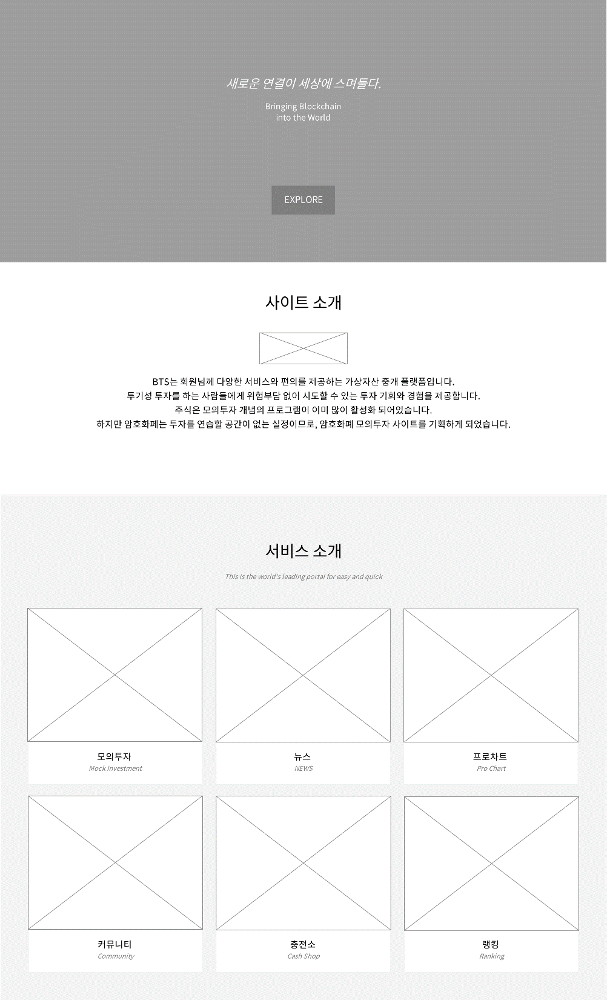 새로운 연결이 세상에 스며들다.
Bringing Blockchain
into the World
EXPLORE
사이트 소개
BTS는 회원님께 다양한 서비스와 편의를 제공하는 가상자산 중개 플랫폼입니다.
투기성 투자를 하는 사람들에게 위험부담 없이 시도할 수 있는 투자 기회와 경험을 제공합니다.
주식은 모의투자 개념의 프로그램이 이미 많이 활성화 되어있습니다.
하지만 암호화페는 투자를 연습할 공간이 없는 실정이므로, 암호화폐 모의투자 사이트를 기획하게 되었습니다.
서비스 소개
This is the world's leading portal for easy and quick
모의투자
Mock Investment
뉴스
NEWS
프로차트
Pro Chart
커뮤니티
Community
충전소
Cash Shop
랭킹
Ranking